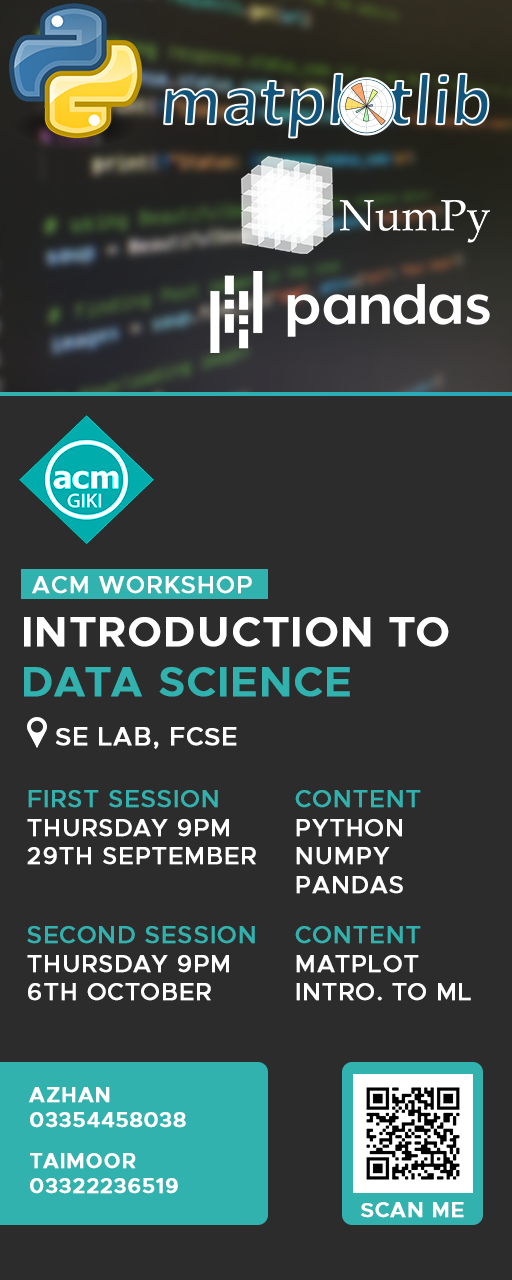 matplotlib
NumPy
pandas
acm
GIKI
ACM WORKSHOP
INTRODUCTION TO
DATA SCIENCE
SE LAB, FCSE
FIRST SESSION
THURSDAY 9PM
29TH SEPTEMBER
CONTENT
PYTHON
NUMPY
PANDAS
SECOND SESSION
THURSDAY 9PM
6TH OCTOBER
CONTENT
MATPLOT
INTRO. TO ML
AZHAN
03354458038
TAIMOOR
03322236519
SCAN ME